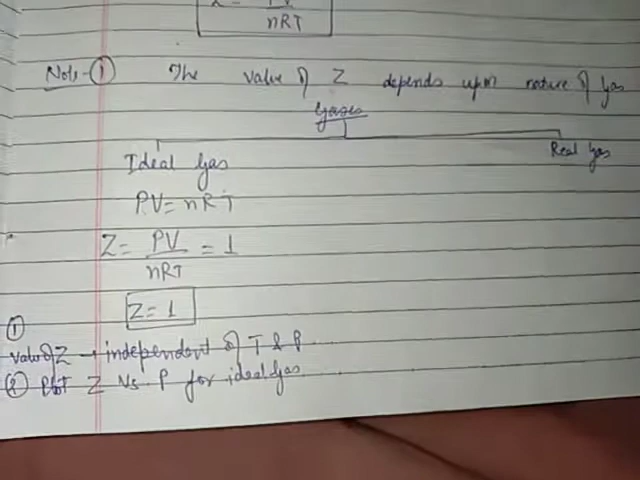 nRT
Note-① The value of Z depends upon nature of gas
Gases
Ideal Gas
Real Gas
PV = nRT
Z = PV/nRT = 1
Z = 1
①
Value of Z → independent of T & P
② Plot Z Vs. P for ideal gas